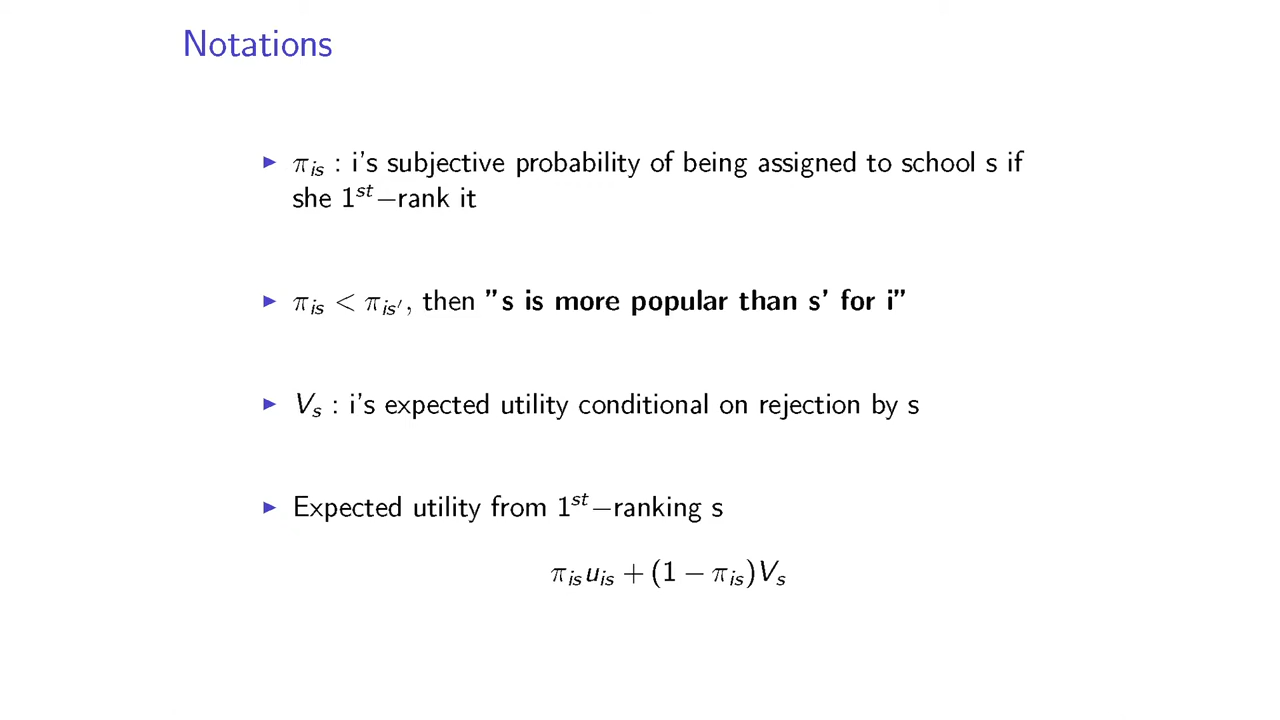 Notations
▶ π_is : i's subjective probability of being assigned to school s if
she 1^st−rank it
▶ π_is < π_is′, then "s is more popular than s' for i"
▶ V_s : i's expected utility conditional on rejection by s
▶ Expected utility from 1^st−ranking s
π_is u_is + (1 − π_is)V_s